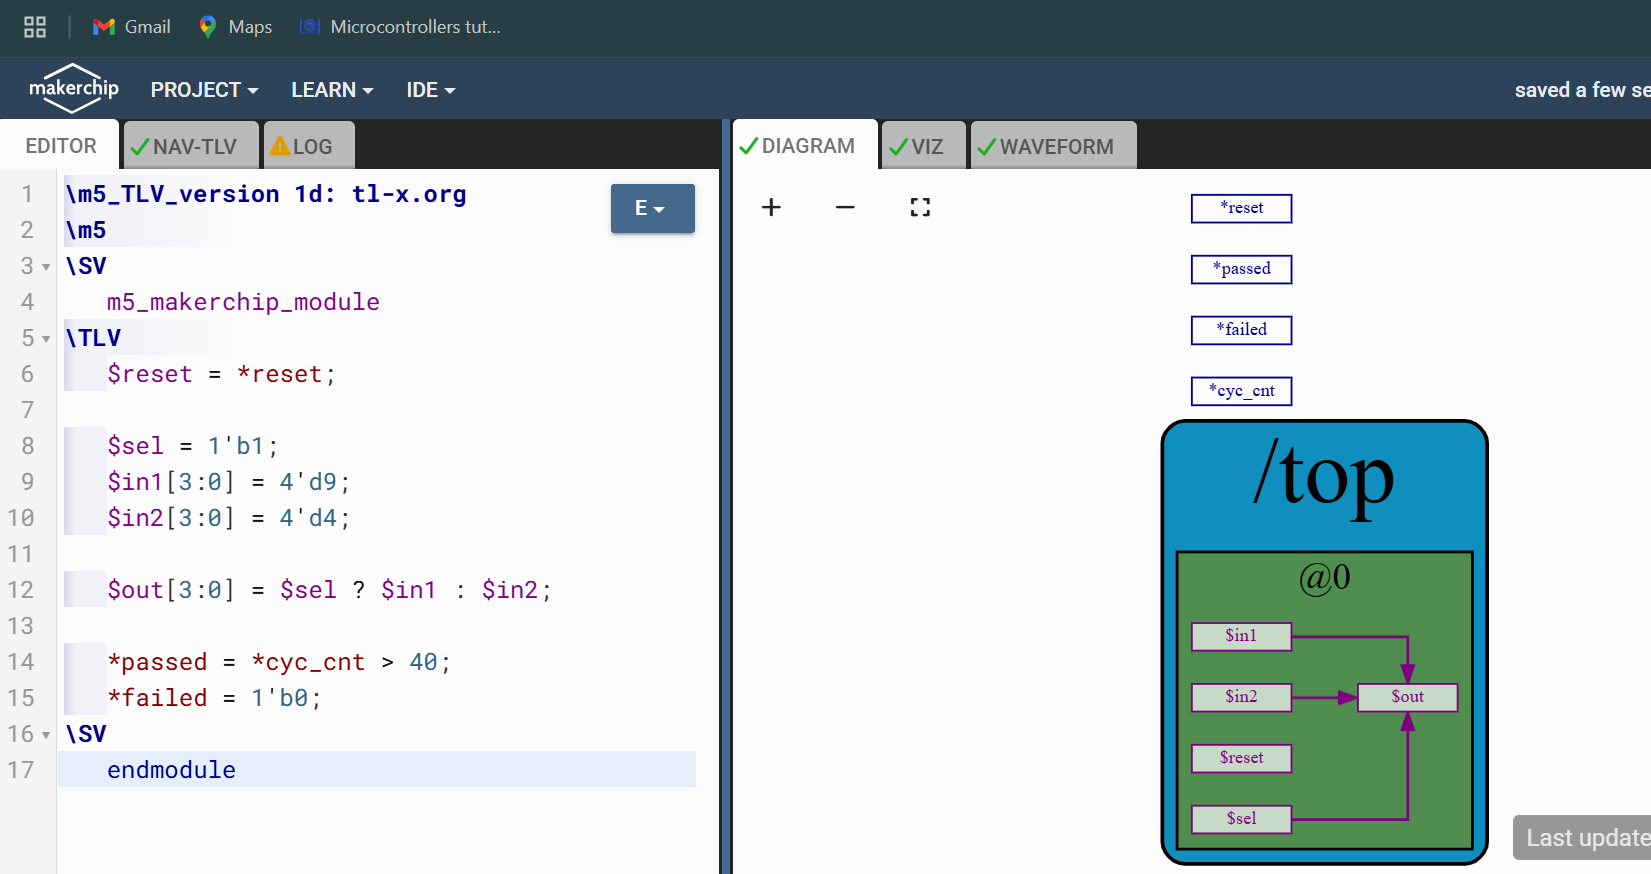 Gmail Maps Microcontrollers tut...
makerchip PROJECT LEARN IDE saved a few se
EDITOR NAV-TLV LOG
1 \m5_TLV_version 1d: tl-x.org
2 \m5
3 \SV
4 m5_makerchip_module
5 \TLV
6 $reset = *reset;
7
8 $sel = 1'b1;
9 $in1[3:0] = 4'd9;
10 $in2[3:0] = 4'd4;
11
12 $out[3:0] = $sel ? $in1 : $in2;
13
14 *passed = *cyc_cnt > 40;
15 *failed = 1'b0;
16 \SV
17 endmodule
E
DIAGRAM VIZ WAVEFORM
*reset
*passed
*failed
*cyc_cnt
/top
@0
$in1
$in2 $out
$reset
$sel
Last update